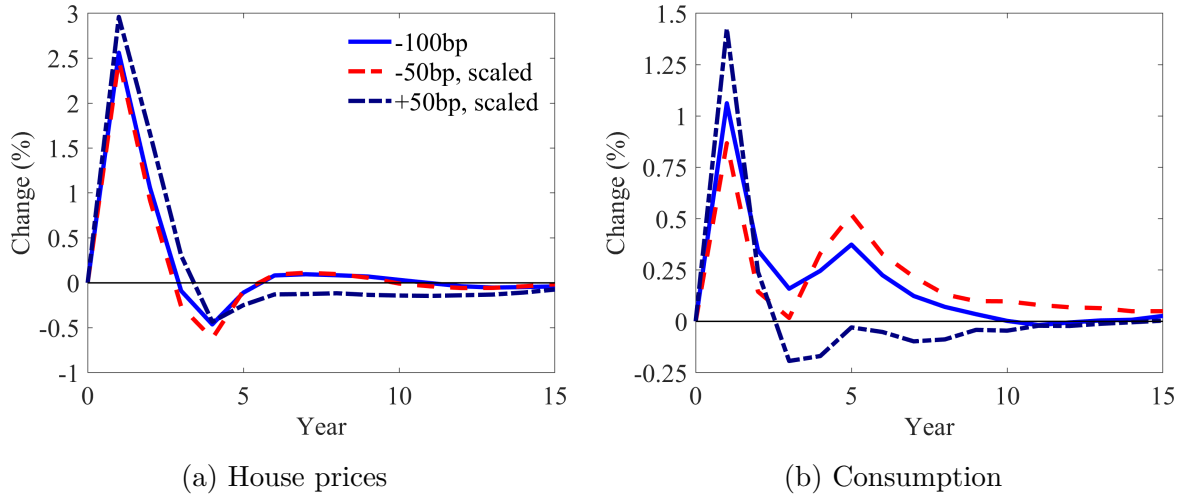 3
2.5
2
1.5
1
0.5
0
-0.5
-1
Change (%)
-100bp
-50bp, scaled
+50bp, scaled
0
5
10
15
Year
(a) House prices
1.5
1.25
1
0.75
0.5
0.25
0
-0.25
Change (%)
0
5
10
15
Year
(b) Consumption